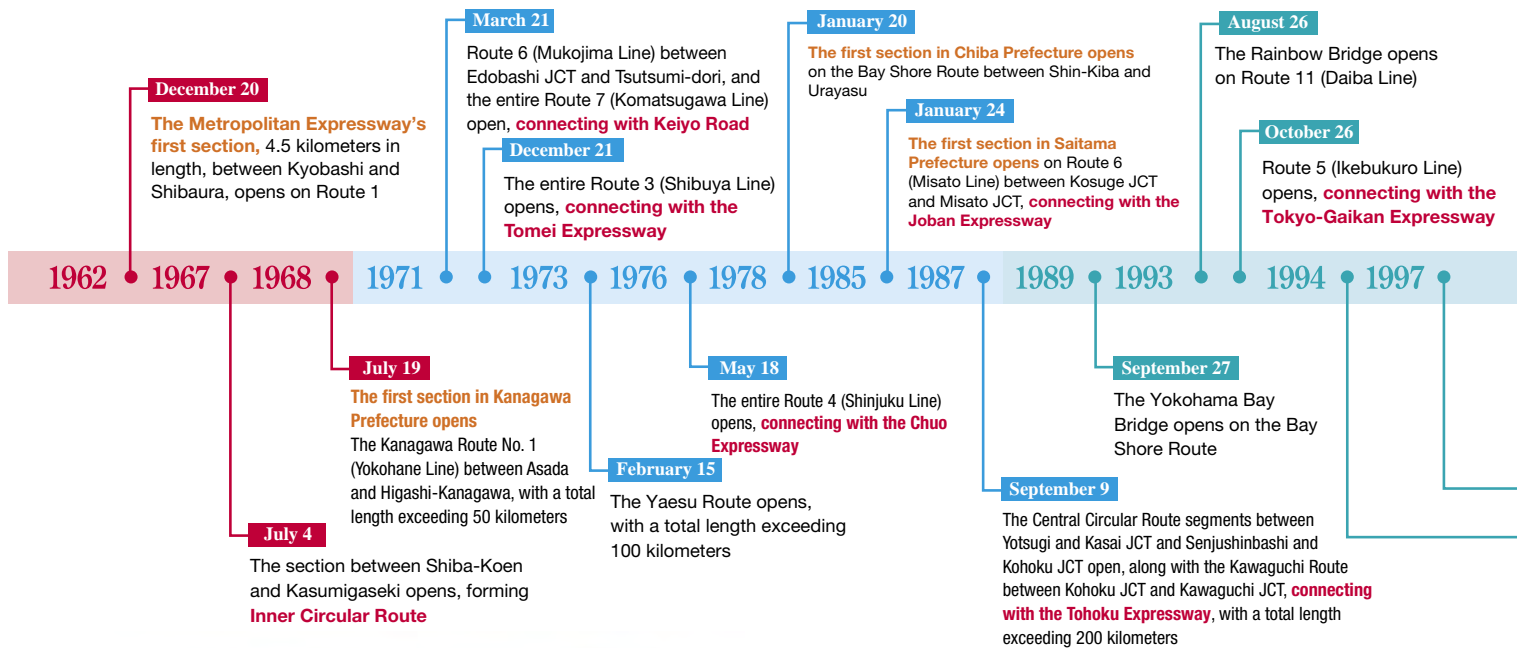 March 21
Route 6 (Mukojima Line) between
Edobashi JCT and Tsutsumi-dori, and
the entire Route 7 (Komatsugawa Line)
open, connecting with Keiyo Road
January 20
The first section in Chiba Prefecture opens
on the Bay Shore Route between Shin-Kiba and
Urayasu
August 26
The Rainbow Bridge opens
on Route 11 (Daiba Line)
December 20
The Metropolitan Expressway's
first section, 4.5 kilometers in
length, between Kyobashi and
Shibaura, opens on Route 1
December 21
The entire Route 3 (Shibuya Line)
opens, connecting with the
Tomei Expressway
January 24
The first section in Saitama
Prefecture opens on Route 6
(Misato Line) between Kosuge JCT
and Misato JCT, connecting with the
Joban Expressway
October 26
Route 5 (Ikebukuro Line)
opens, connecting with the
Tokyo-Gaikan Expressway
1962 1967 1968 1971 1973 1976 1978 1985 1987 1989 1993 1994 1997
July 19
The first section in Kanagawa
Prefecture opens
The Kanagawa Route No. 1
(Yokohane Line) between Asada
and Higashi-Kanagawa, with a total
length exceeding 50 kilometers
May 18
The entire Route 4 (Shinjuku Line)
opens, connecting with the Chuo
Expressway
September 27
The Yokohama Bay
Bridge opens on the Bay
Shore Route
July 4
The section between Shiba-Koen
and Kasumigaseki opens, forming
Inner Circular Route
February 15
The Yaesu Route opens,
with a total length exceeding
100 kilometers
September 9
The Central Circular Route segments between
Yotsugi and Kasai JCT and Senjushinbashi and
Kohoku JCT open, along with the Kawaguchi Route
between Kohoku JCT and Kawaguchi JCT, connecting
with the Tohoku Expressway, with a total length
exceeding 200 kilometers